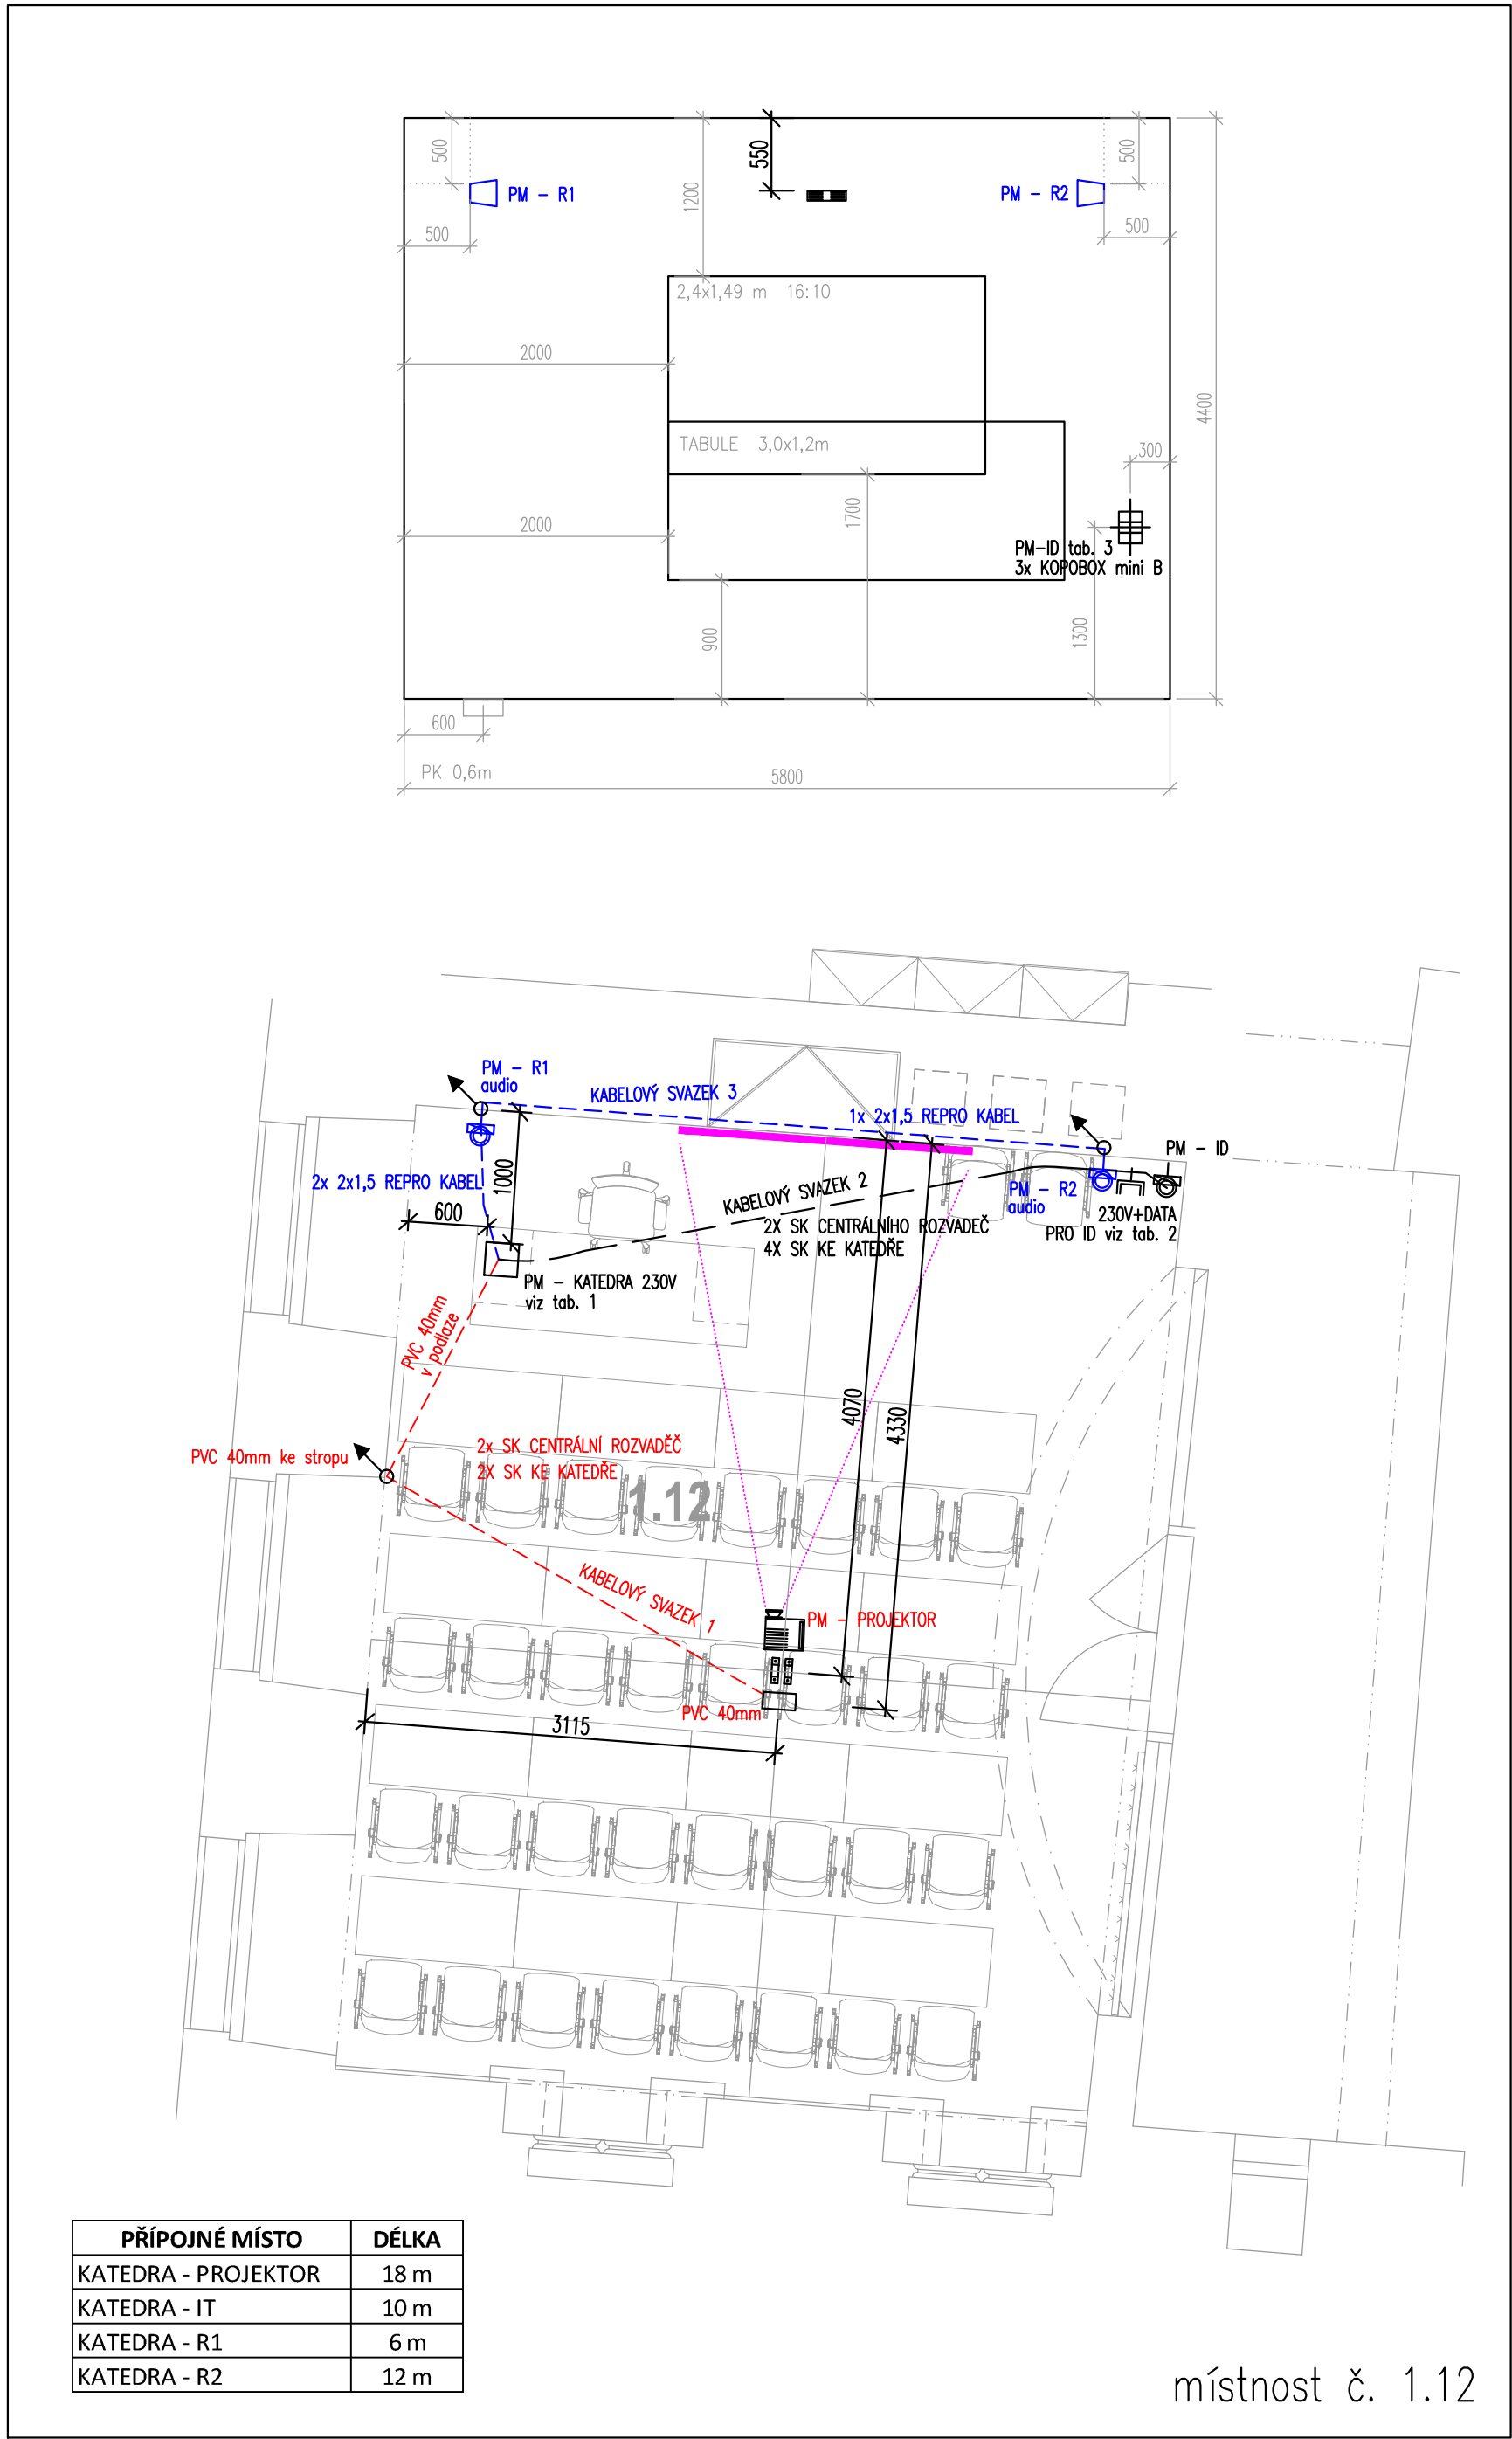 550
500
500
1200
PM - R1
PM - R2
500
500
2,4x1,49 m 16:10
2000
4400
TABULE 3,0x1,2m
300
1700
2000
PM-ID tab. 3
3x KOPOBOX mini B
900
1300
600
PK 0,6m
5800
PM - R1
audio
KABELOVÝ SVAZEK 3
1x 2x1,5 REPRO KABEL
PM - ID
2x 2x1,5 REPRO KABEL
1000
600
KABELOVÝ SVAZEK 2
2X SK CENTRÁLNÍHO ROZVADEČ
4X SK KE KATEDŘE
PM - R2
audio
230V+DATA
PRO ID viz tab. 2
PM - KATEDRA 230V
viz tab. 1
PVC 40mm
v podlaze
4070
4330
PVC 40mm ke stropu
2x SK CENTRÁLNÍ ROZVADĚČ
2X SK KE KATEDŘE
1.12
KABELOVÝ SVAZEK 1
PM - PROJEKTOR
PVC 40mm
3115
PŘÍPOJNÉ MÍSTO DÉLKA
KATEDRA - PROJEKTOR 18 m
KATEDRA - IT 10 m
KATEDRA - R1 6 m
KATEDRA - R2 12 m
místnost č. 1.12